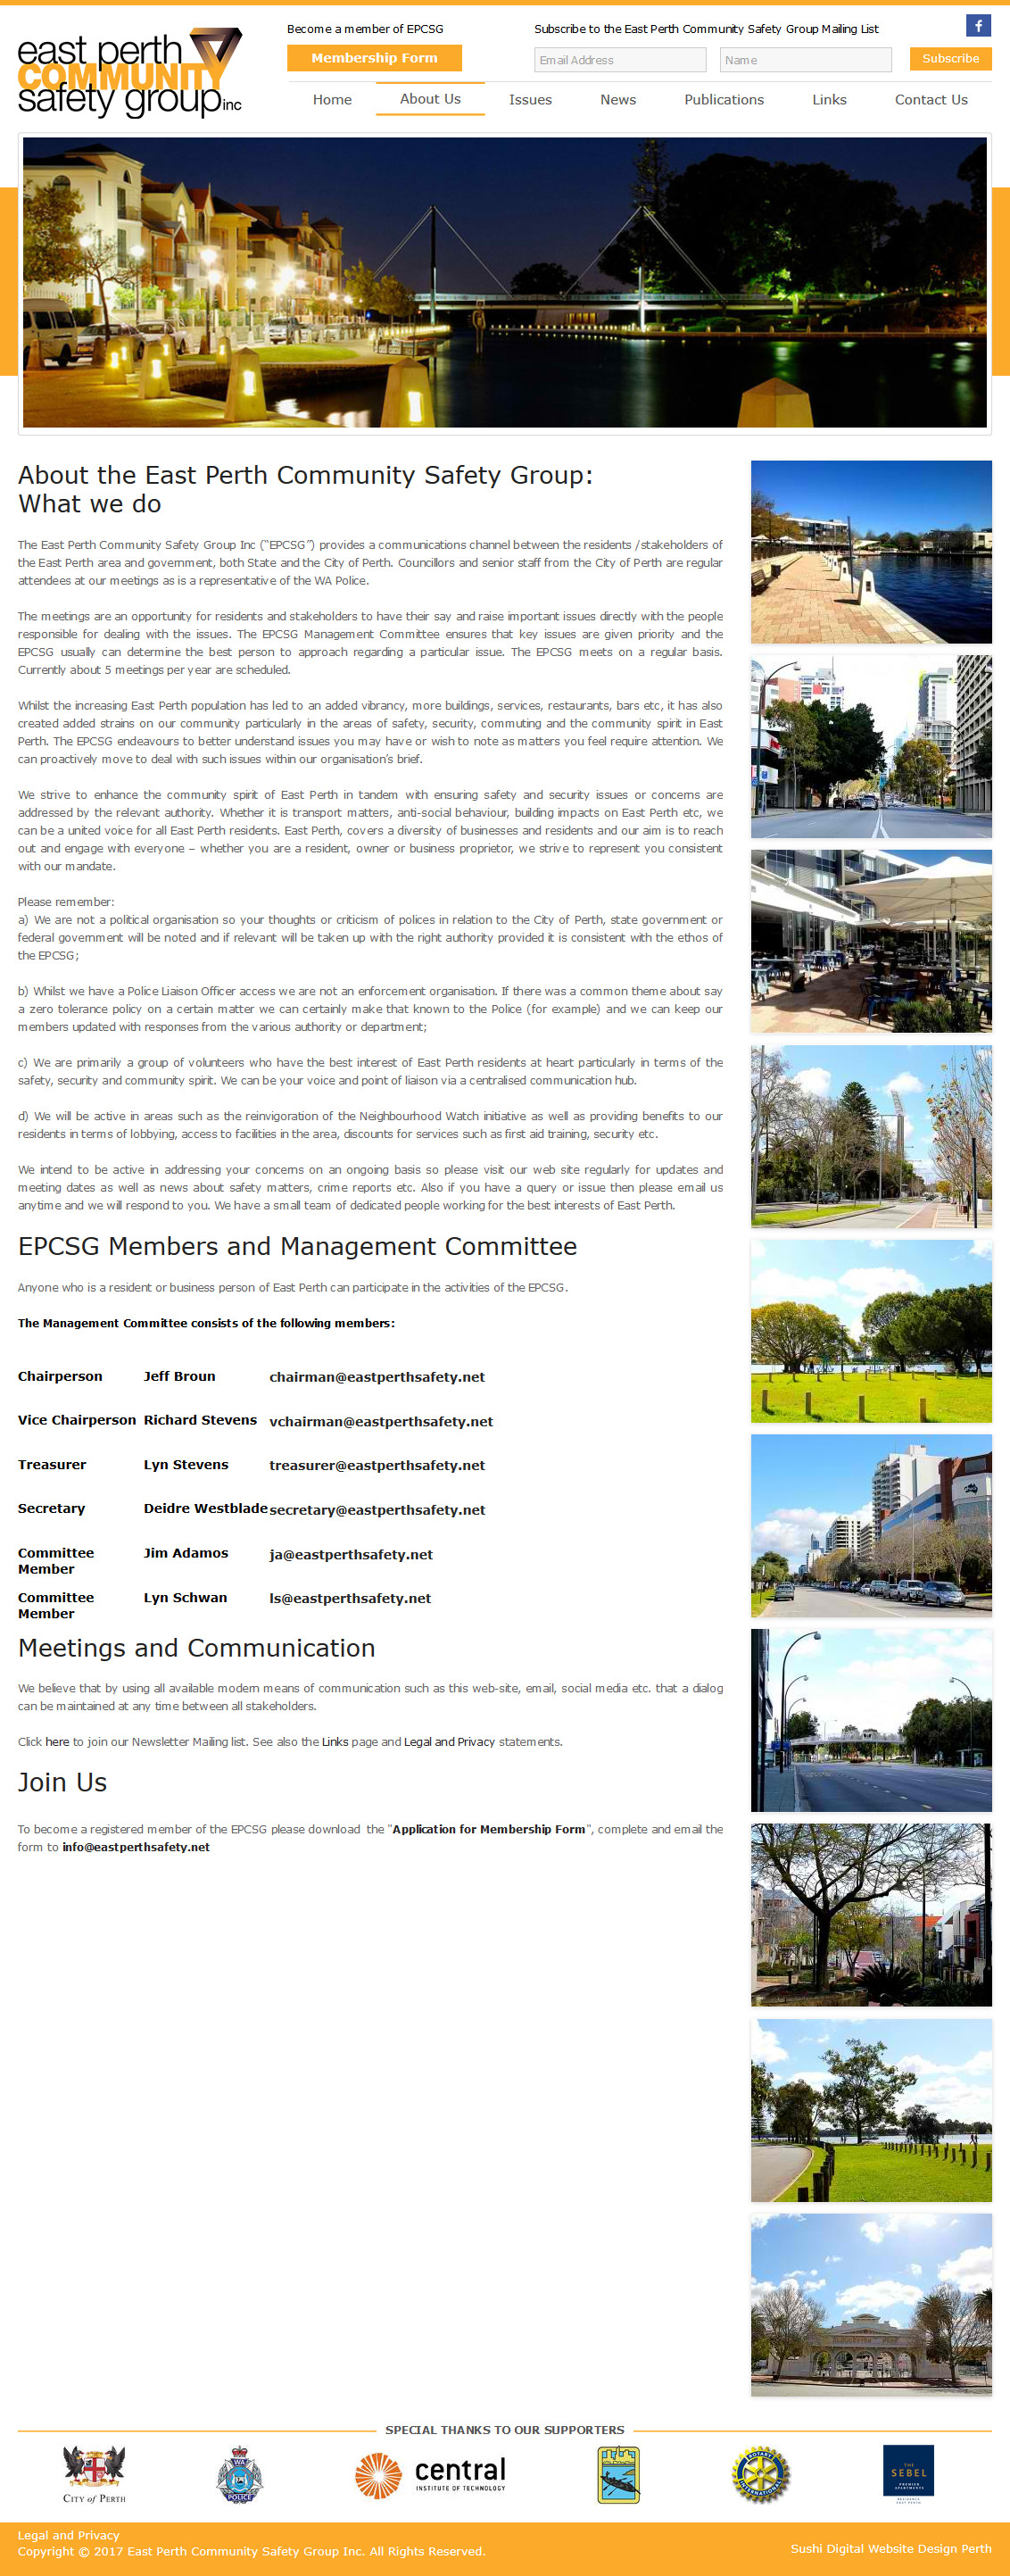 east perth
COMMUNITY
safety group inc
Become a member of EPCSG
Membership Form
Subscribe to the East Perth Community Safety Group Mailing List
Email Address
Name
Subscribe
Home
About Us
Issues
News
Publications
Links
Contact Us
About the East Perth Community Safety Group:
What we do
The East Perth Community Safety Group Inc (“EPCSG”) provides a communications channel between the residents /stakeholders of
the East Perth area and government, both State and the City of Perth. Councillors and senior staff from the City of Perth are regular
attendees at our meetings as is a representative of the WA Police.
The meetings are an opportunity for residents and stakeholders to have their say and raise important issues directly with the people
responsible for dealing with the issues. The EPCSG Management Committee ensures that key issues are given priority and the
EPCSG usually can determine the best person to approach regarding a particular issue. The EPCSG meets on a regular basis.
Currently about 5 meetings per year are scheduled.
Whilst the increasing East Perth population has led to an added vibrancy, more buildings, services, restaurants, bars etc, it has also
created added strains on our community particularly in the areas of safety, security, commuting and the community spirit in East
Perth. The EPCSG endeavours to better understand issues you may have or wish to note as matters you feel require attention. We
can proactively move to deal with such issues within our organisation’s brief.
We strive to enhance the community spirit of East Perth in tandem with ensuring safety and security issues or concerns are
addressed by the relevant authority. Whether it is transport matters, anti-social behaviour, building impacts on East Perth etc, we
can be a united voice for all East Perth residents. East Perth, covers a diversity of businesses and residents and our aim is to reach
out and engage with everyone – whether you are a resident, owner or business proprietor, we strive to represent you consistent
with our mandate.
Please remember:
a) We are not a political organisation so your thoughts or criticism of polices in relation to the City of Perth, state government or
federal government will be noted and if relevant will be taken up with the right authority provided it is consistent with the ethos of
the EPCSG;
b) Whilst we have a Police Liaison Officer access we are not an enforcement organisation. If there was a common theme about say
a zero tolerance policy on a certain matter we can certainly make that known to the Police (for example) and we can keep our
members updated with responses from the various authority or department;
c) We are primarily a group of volunteers who have the best interest of East Perth residents at heart particularly in terms of the
safety, security and community spirit. We can be your voice and point of liaison via a centralised communication hub.
d) We will be active in areas such as the reinvigoration of the Neighbourhood Watch initiative as well as providing benefits to our
residents in terms of lobbying, access to facilities in the area, discounts for services such as first aid training, security etc.
We intend to be active in addressing your concerns on an ongoing basis so please visit our web site regularly for updates and
meeting dates as well as news about safety matters, crime reports etc. Also if you have a query or issue then please email us
anytime and we will respond to you. We have a small team of dedicated people working for the best interests of East Perth.
EPCSG Members and Management Committee
Anyone who is a resident or business person of East Perth can participate in the activities of the EPCSG.
The Management Committee consists of the following members:
Chairperson Jeff Broun chairman@eastperthsafety.net
Vice Chairperson Richard Stevens vchairman@eastperthsafety.net
Treasurer Lyn Stevens treasurer@eastperthsafety.net
Secretary Deidre Westblade secretary@eastperthsafety.net
Committee Member Jim Adamos ja@eastperthsafety.net
Committee Member Lyn Schwan ls@eastperthsafety.net
Meetings and Communication
We believe that by using all available modern means of communication such as this web-site, email, social media etc. that a dialog
can be maintained at any time between all stakeholders.
Click here to join our Newsletter Mailing list. See also the Links page and Legal and Privacy statements.
Join Us
To become a registered member of the EPCSG please download the "Application for Membership Form", complete and email the
form to info@eastperthsafety.net
SPECIAL THANKS TO OUR SUPPORTERS
CITY of PERTH
WA
POLICE
central
INSTITUTE OF TECHNOLOGY
ROTARY
INTERNATIONAL
THE
SEBEL
Legal and Privacy
Copyright © 2017 East Perth Community Safety Group Inc. All Rights Reserved.
Sushi Digital Website Design Perth